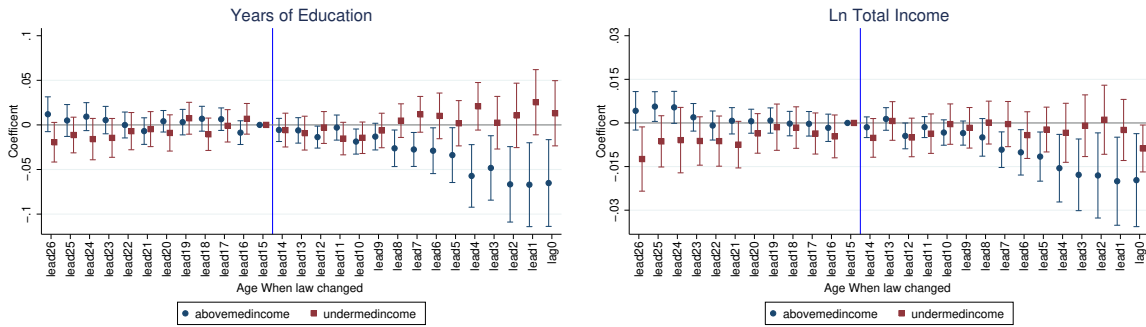 Years of Education
.1
.05
0
-.05
-.1
Coefficent
lead26 lead25 lead24 lead23 lead22 lead21 lead20 lead19 lead18 lead17 lead16 lead15 lead14 lead13 lead12 lead11 lead10 lead9 lead8 lead7 lead6 lead5 lead4 lead3 lead2 lead1 lag0
Age When law changed
abovemedincome undermedincome
Ln Total Income
.03
.015
0
-.015
-.03
Coefficent
lead26 lead25 lead24 lead23 lead22 lead21 lead20 lead19 lead18 lead17 lead16 lead15 lead14 lead13 lead12 lead11 lead10 lead9 lead8 lead7 lead6 lead5 lead4 lead3 lead2 lead1 lag0
Age When law changed
abovemedincome undermedincome